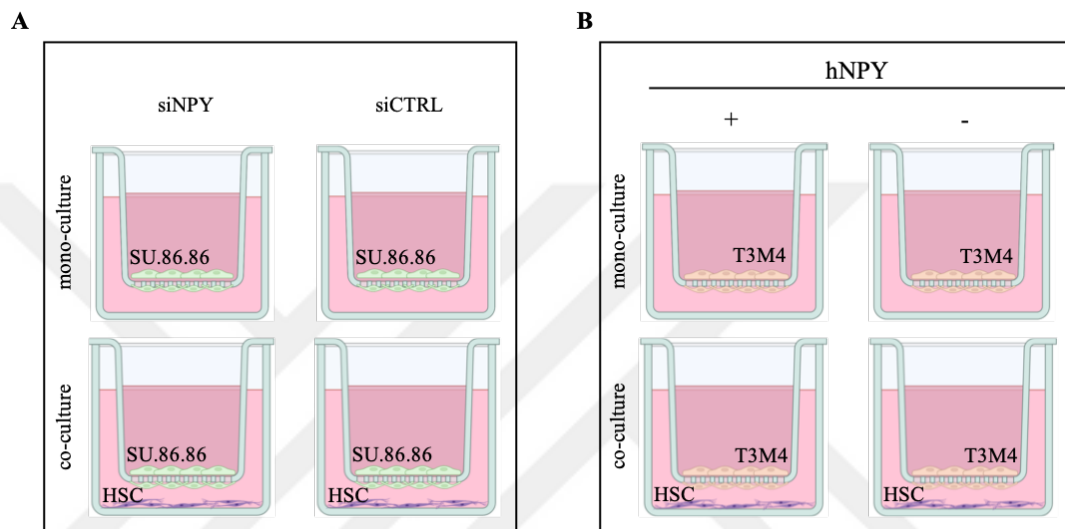 A
siNPY
siCTRL
mono-culture
SU.86.86
SU.86.86
co-culture
SU.86.86
SU.86.86
HSC
HSC
B
hNPY
+
-
mono-culture
T3M4
T3M4
co-culture
T3M4
T3M4
HSC
HSC